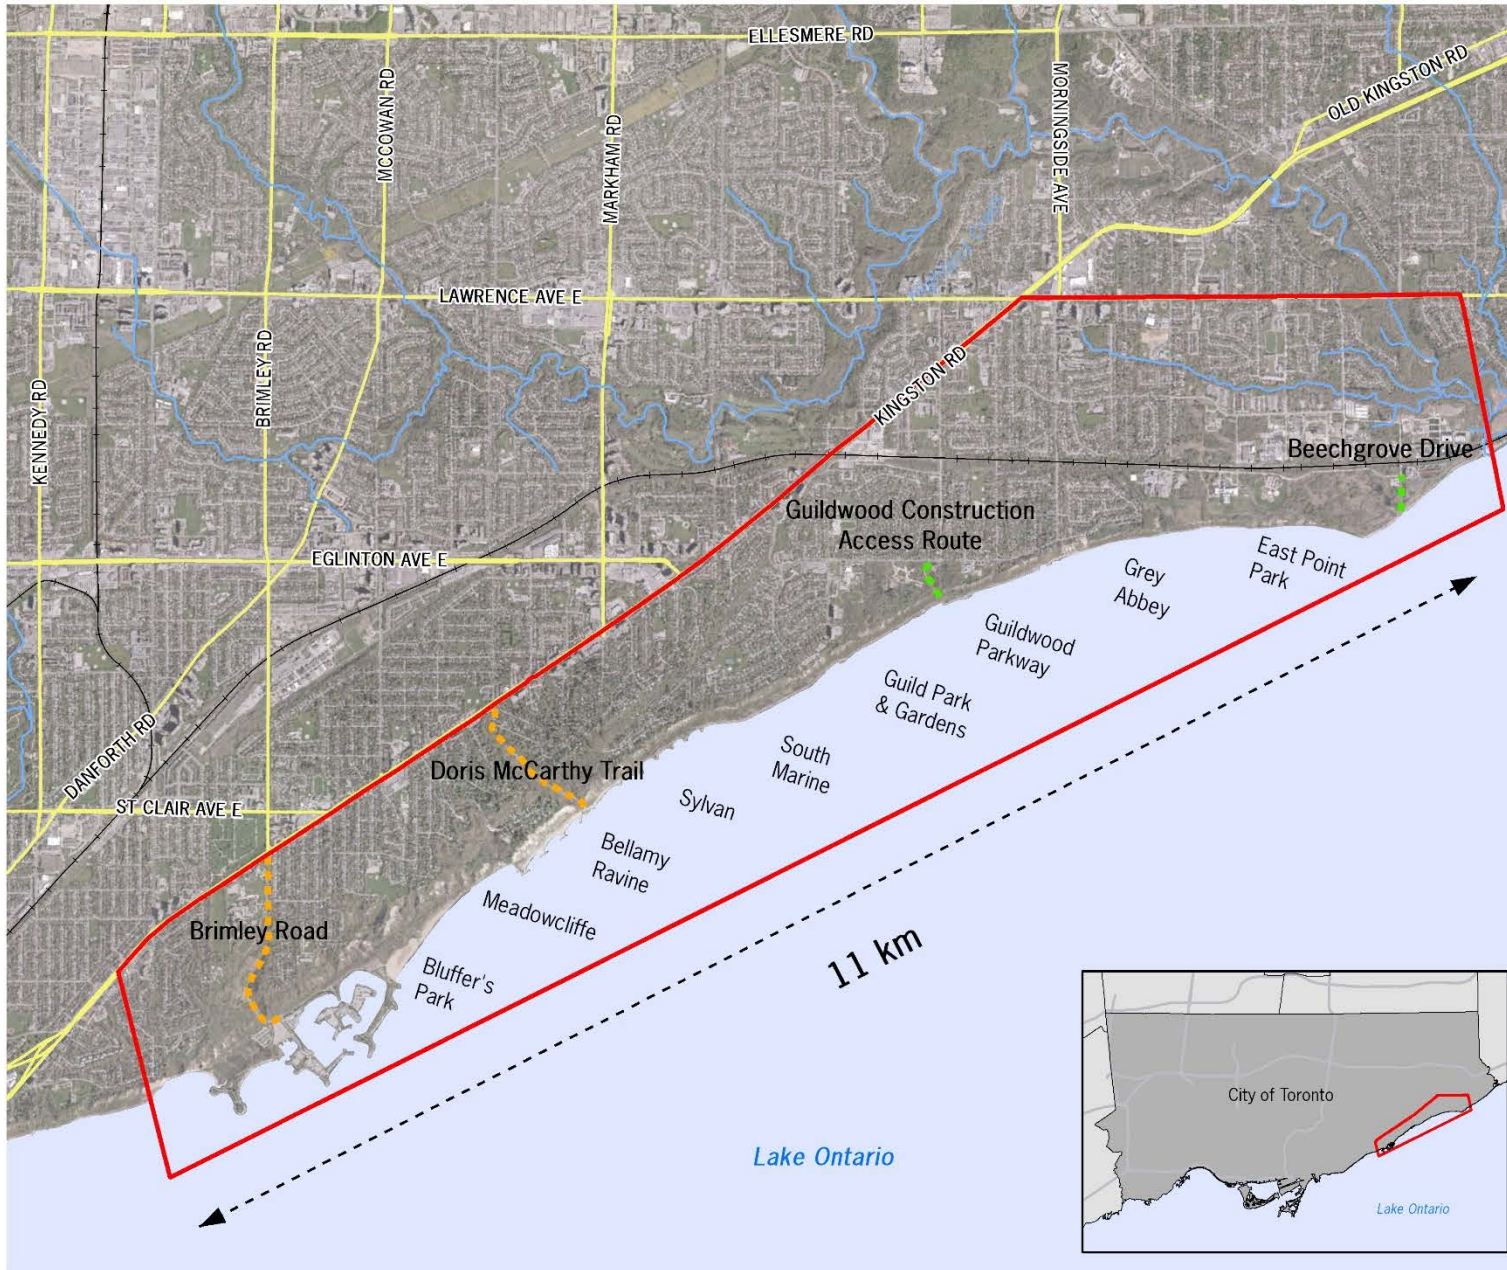 ELLESMERE RD
OLD KINGSTON RD
MCCOWAN RD
MORNINGSIDE AVE
MARKHAM RD
LAWRENCE AVE E
BRIMLEY RD
KENNEDY RD
KINGSTON RD
Beechgrove Drive
Guildwood Construction
Access Route
EGLINTON AVE E
East Point
Park
Grey
Abbey
Guildwood
Parkway
Guild Park
& Gardens
South
Marine
DANFORTH RD
Doris McCarthy Trail
ST CLAIR AVE E
Sylvan
Bellamy
Ravine
Meadowcliffe
Brimley Road
Bluffer's
Park
11 km
Lake Ontario
City of Toronto
Lake Ontario